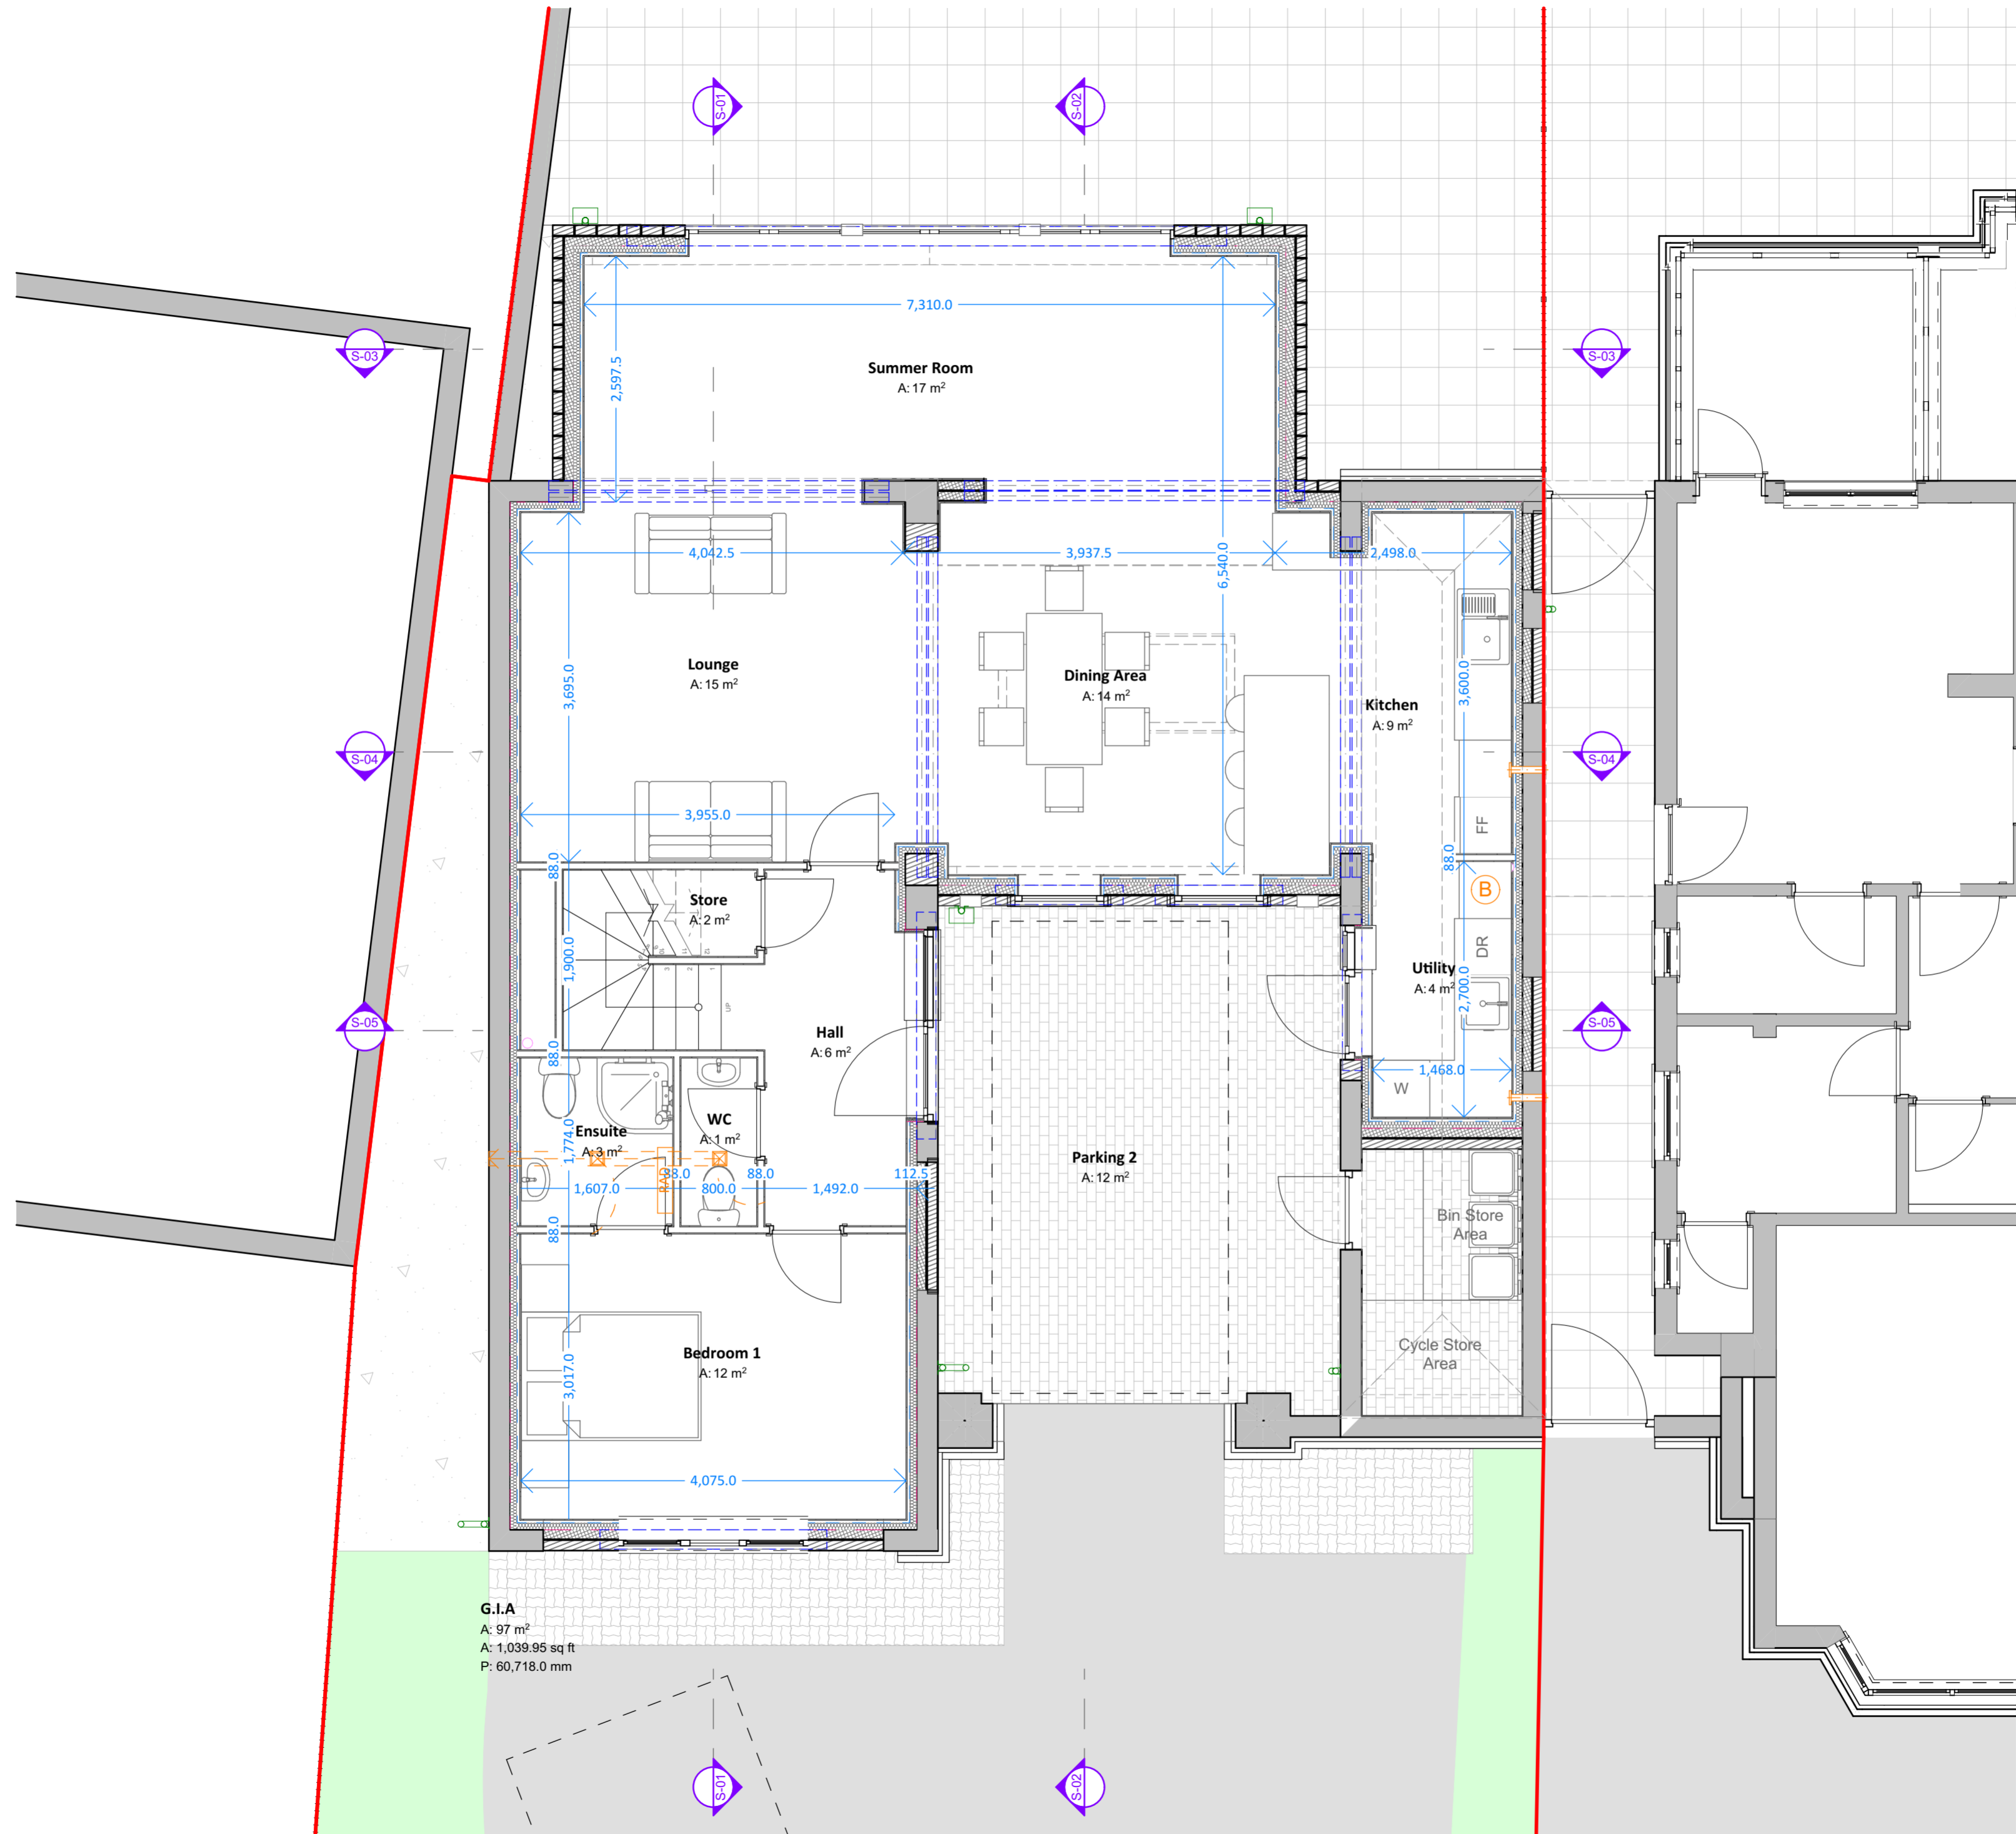 S-01
S-02
7,310.0
S-03
S-03
2,597.5
Summer Room
A: 17 m²
4,042.5
3,937.5
2,498.0
6,540.0
Lounge
A: 15 m²
3,695.0
Dining Area
A: 14 m²
3,600.0
Kitchen
A: 9 m²
S-04
S-04
3,955.0
FF
88.0
88.0
B
Store
A: 2 m²
1,900.0
DR
Utility
A: 4 m²
2,700.0
UP
S-05
S-05
Hall
A: 6 m²
88.0
1,468.0
W
WC
A: 1 m²
Ensuite
A: 3 m²
1,774.0
Parking 2
A: 12 m²
RAD
88.0
88.0
112.5
1,607.0
800.0
1,492.0
88.0
Bin Store
Area
Cycle Store
Area
Bedroom 1
A: 12 m²
3,017.0
4,075.0
G.I.A
A: 97 m²
A: 1,039.95 sq ft
P: 60,718.0 mm
S-01
S-02